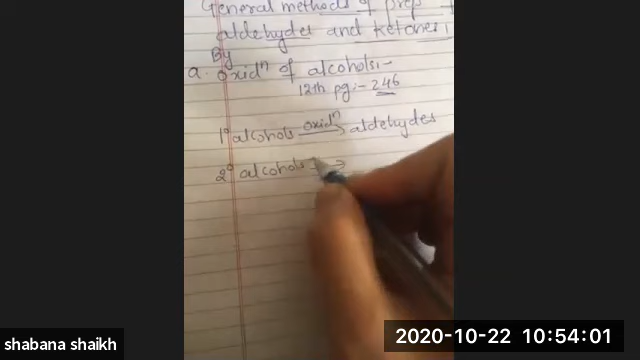 General methods of prep
aldehydes and ketones:
By
a. oxidⁿ of alcohols:-
12th pg:- 246
1° alcohols oxidⁿ→ aldehydes
2° alcohols →
shabana shaikh
2020-10-22 10:54:01